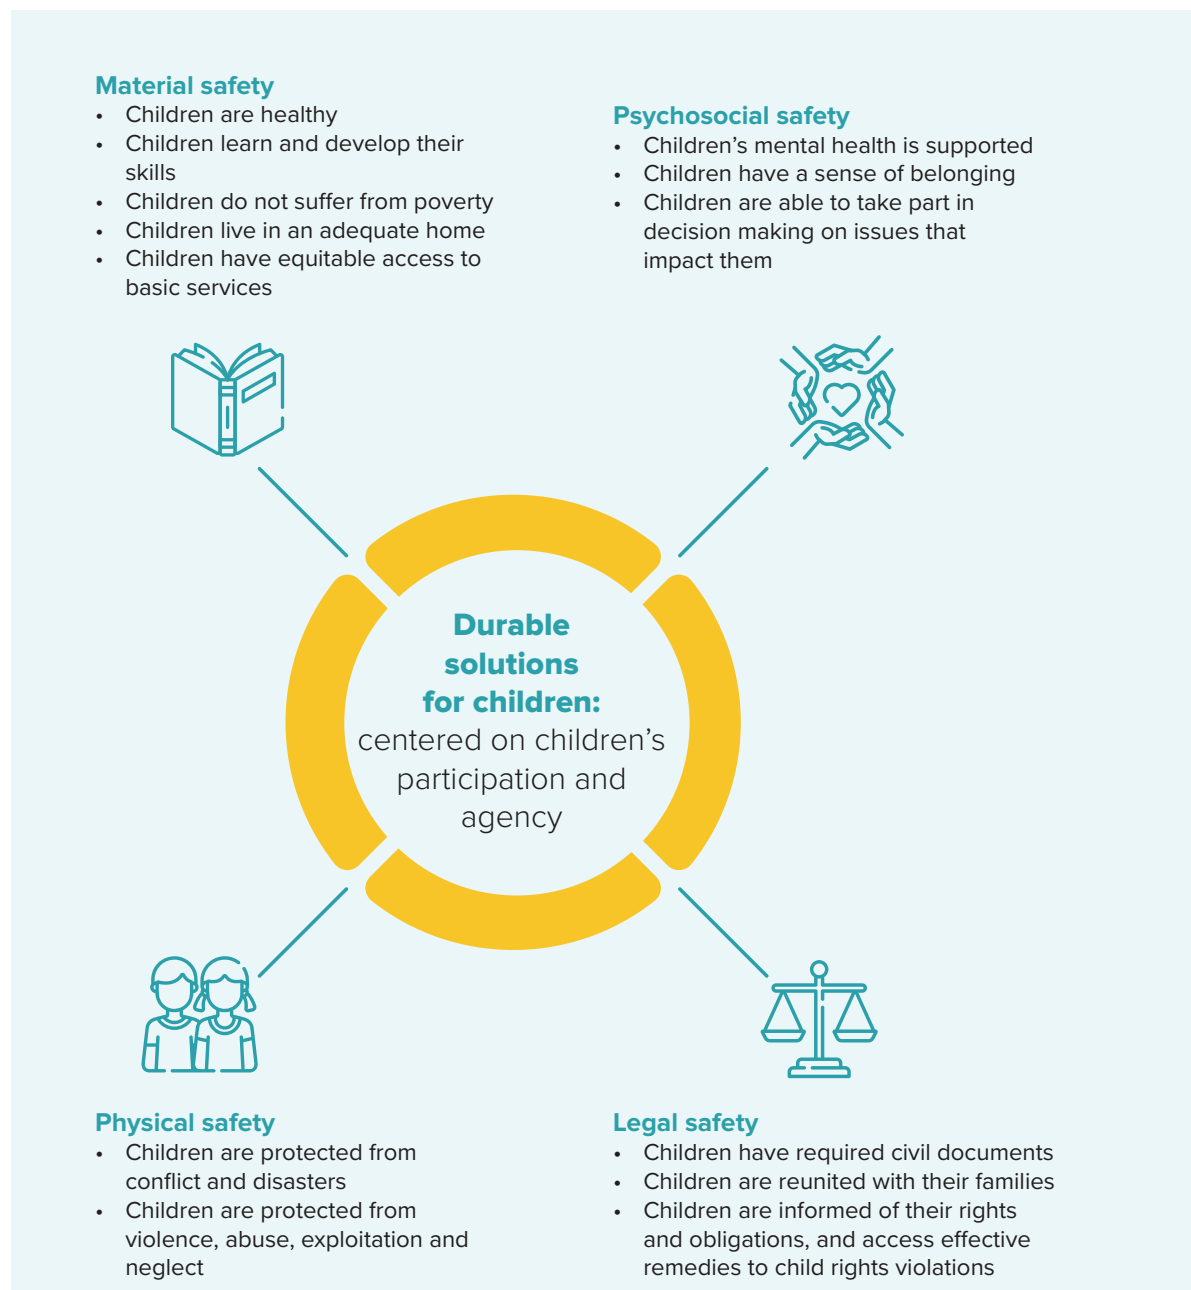 Material safety
• Children are healthy
• Children learn and develop their
skills
• Children do not suffer from poverty
• Children live in an adequate home
• Children have equitable access to
basic services
Psychosocial safety
• Children’s mental health is supported
• Children have a sense of belonging
• Children are able to take part in
decision making on issues that
impact them
Durable
solutions
for children:
centered on children’s
participation and
agency
Physical safety
• Children are protected from
conflict and disasters
• Children are protected from
violence, abuse, exploitation and
neglect
Legal safety
• Children have required civil documents
• Children are reunited with their families
• Children are informed of their rights
and obligations, and access effective
remedies to child rights violations